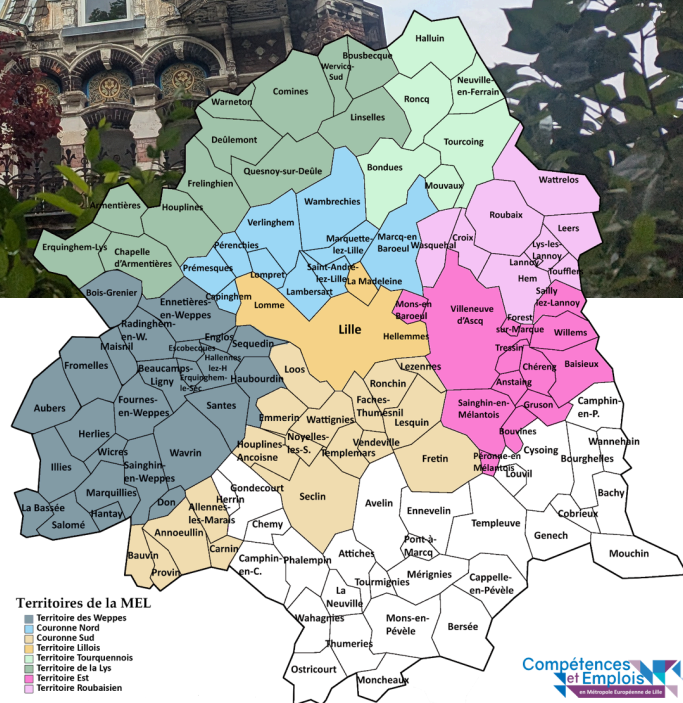 Halluin
Bousbecque
Wervicq-
Sud
Neuville-
en-Ferrain
Comines
Roncq
Warneton
Linselles
Deûlemont
Tourcoing
Quesnoy-sur-Deûle
Bondues
Wattrelos
Frelinghien
Mouvaux
Wambrechies
Armentières
Houplines
Roubaix
Verlinghem
Leers
Erquinghem-Lys
Chapelle
d'Armentières
Pérenchies
Marquette-
lez-Lille
Marcq-en
Baroeul
Wasquehal
Croix
Lys-les-
Lannoy
Lannoy
Prémesques
Lompret
Saint-André
lez-Lille
La Madeleine
Hem
Toufflers
Bois-Grenier
Capinghem
Lambersart
Sailly
lez-Lannoy
Ennetières-
en-Weppes
Lomme
Mons-en
Baroeul
Villeneuve
d'Ascq
Radinghem-
en-W.
Lille
Forest
sur-Marque
Willems
Maisnil
Englos
Sequedin
Hellemmes
Escobecques
Tressin
Fromelles
Hallennes
lez-H
Beaucamps-
Ligny
Erquinghem-
le-Sec
Haubourdin
Loos
Lezennes
Chéreng
Baisieux
Ronchin
Anstaing
Aubers
Fournes-
en-Weppes
Santes
Emmerin
Wattignies
Faches-
Thumesnil
Lesquin
Sainghin-en-
Mélantois
Gruson
Camphin-
en-P.
Herlies
Houplines-
Ancoisne
Noyelles-
les-S.
Vendeville
Templemars
Bouvines
Wannehain
Illies
Wicres
Wavrin
Fretin
Péronne-en
Mélantois
Cysoing
Bourghelles
Sainghin-
en-Weppes
Louvil
Marquillies
Gondecourt
Herrin
Seclin
Bachy
La Bassée
Salomé
Hantay
Don
Allennes-
les-Marais
Avelin
Ennevelin
Cobrieux
Chemy
Templeuve
Annoeullin
Genech
Carnin
Pont-à-
Marcq
Bauvin
Provin
Camphin-
en-C.
Phalempin
Attiches
Mouchin
Tourmignies
Mérignies
Cappelle-
en-Pévèle
La
Neuville
Wahagnies
Mons-en-
Pévèle
Bersée
Thumeries
Ostricourt
Moncheaux
Territoires de la MEL
Territoire des Weppes
Couronne Nord
Couronne Sud
Territoire Lillois
Territoire Tourquennois
Territoire de la Lys
Territoire Est
Territoire Roubaisien
Compétences
et Emplois
en Métropole Européenne de Lille